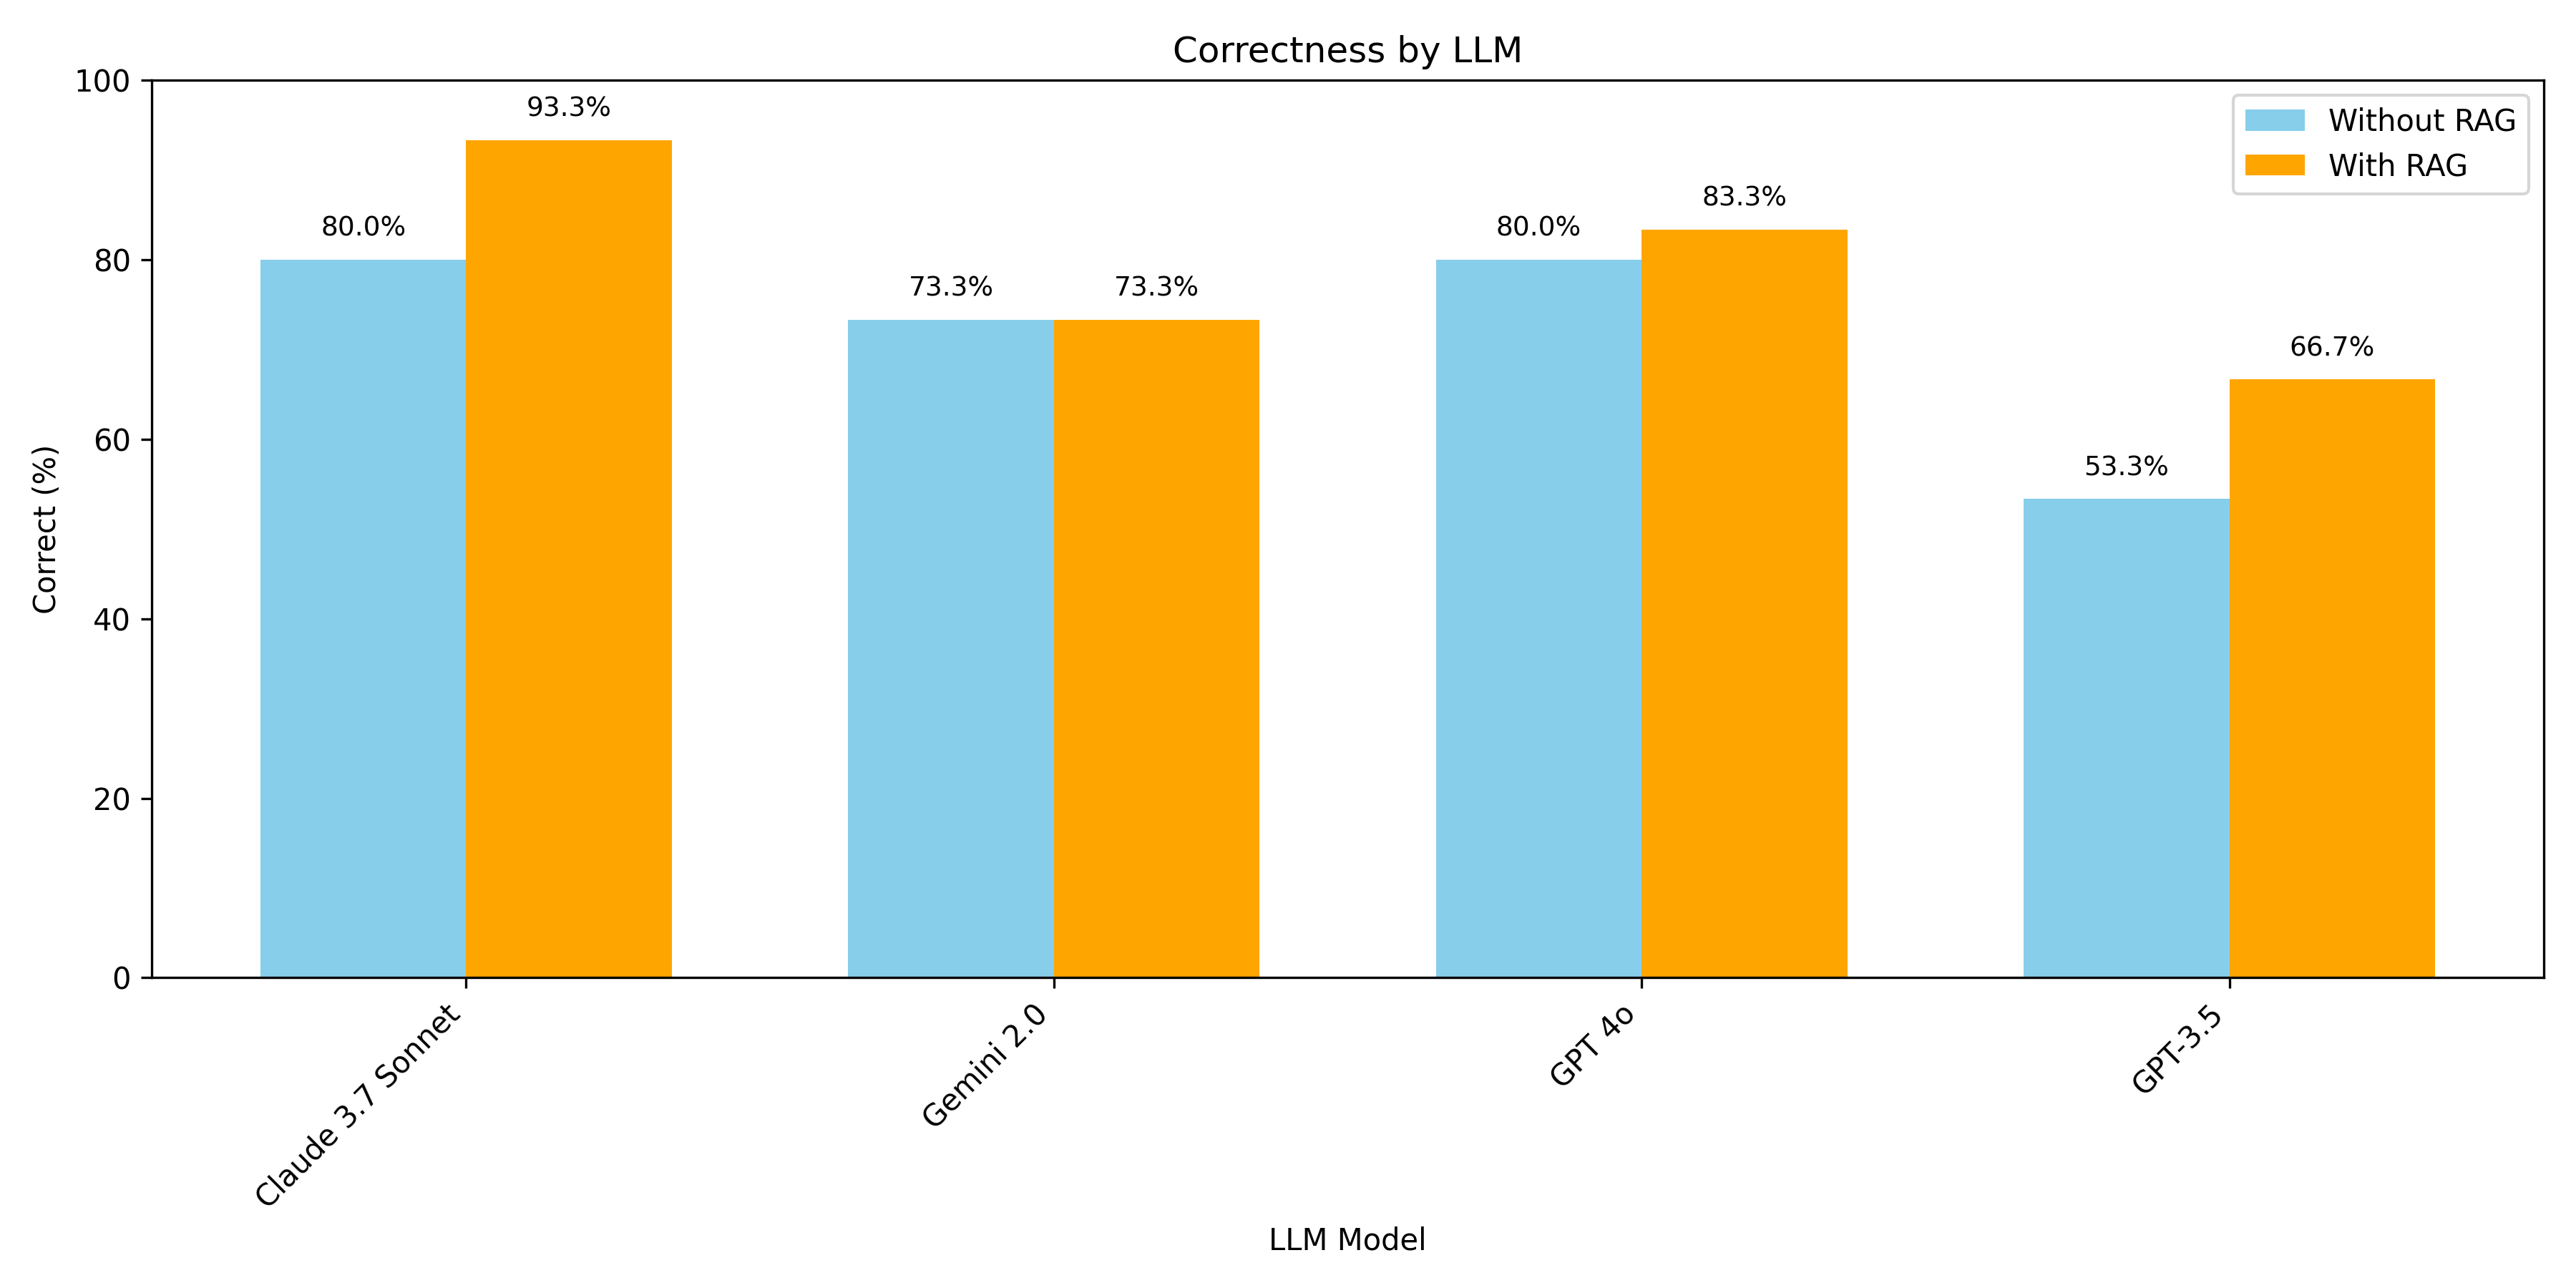 Correctness by LLM
100
80
60
40
20
0
Correct (%)
Without RAG
With RAG
80.0%
93.3%
73.3%
73.3%
80.0%
83.3%
53.3%
66.7%
Claude 3.7 Sonnet
Gemini 2.0
GPT 4o
GPT-3.5
LLM Model